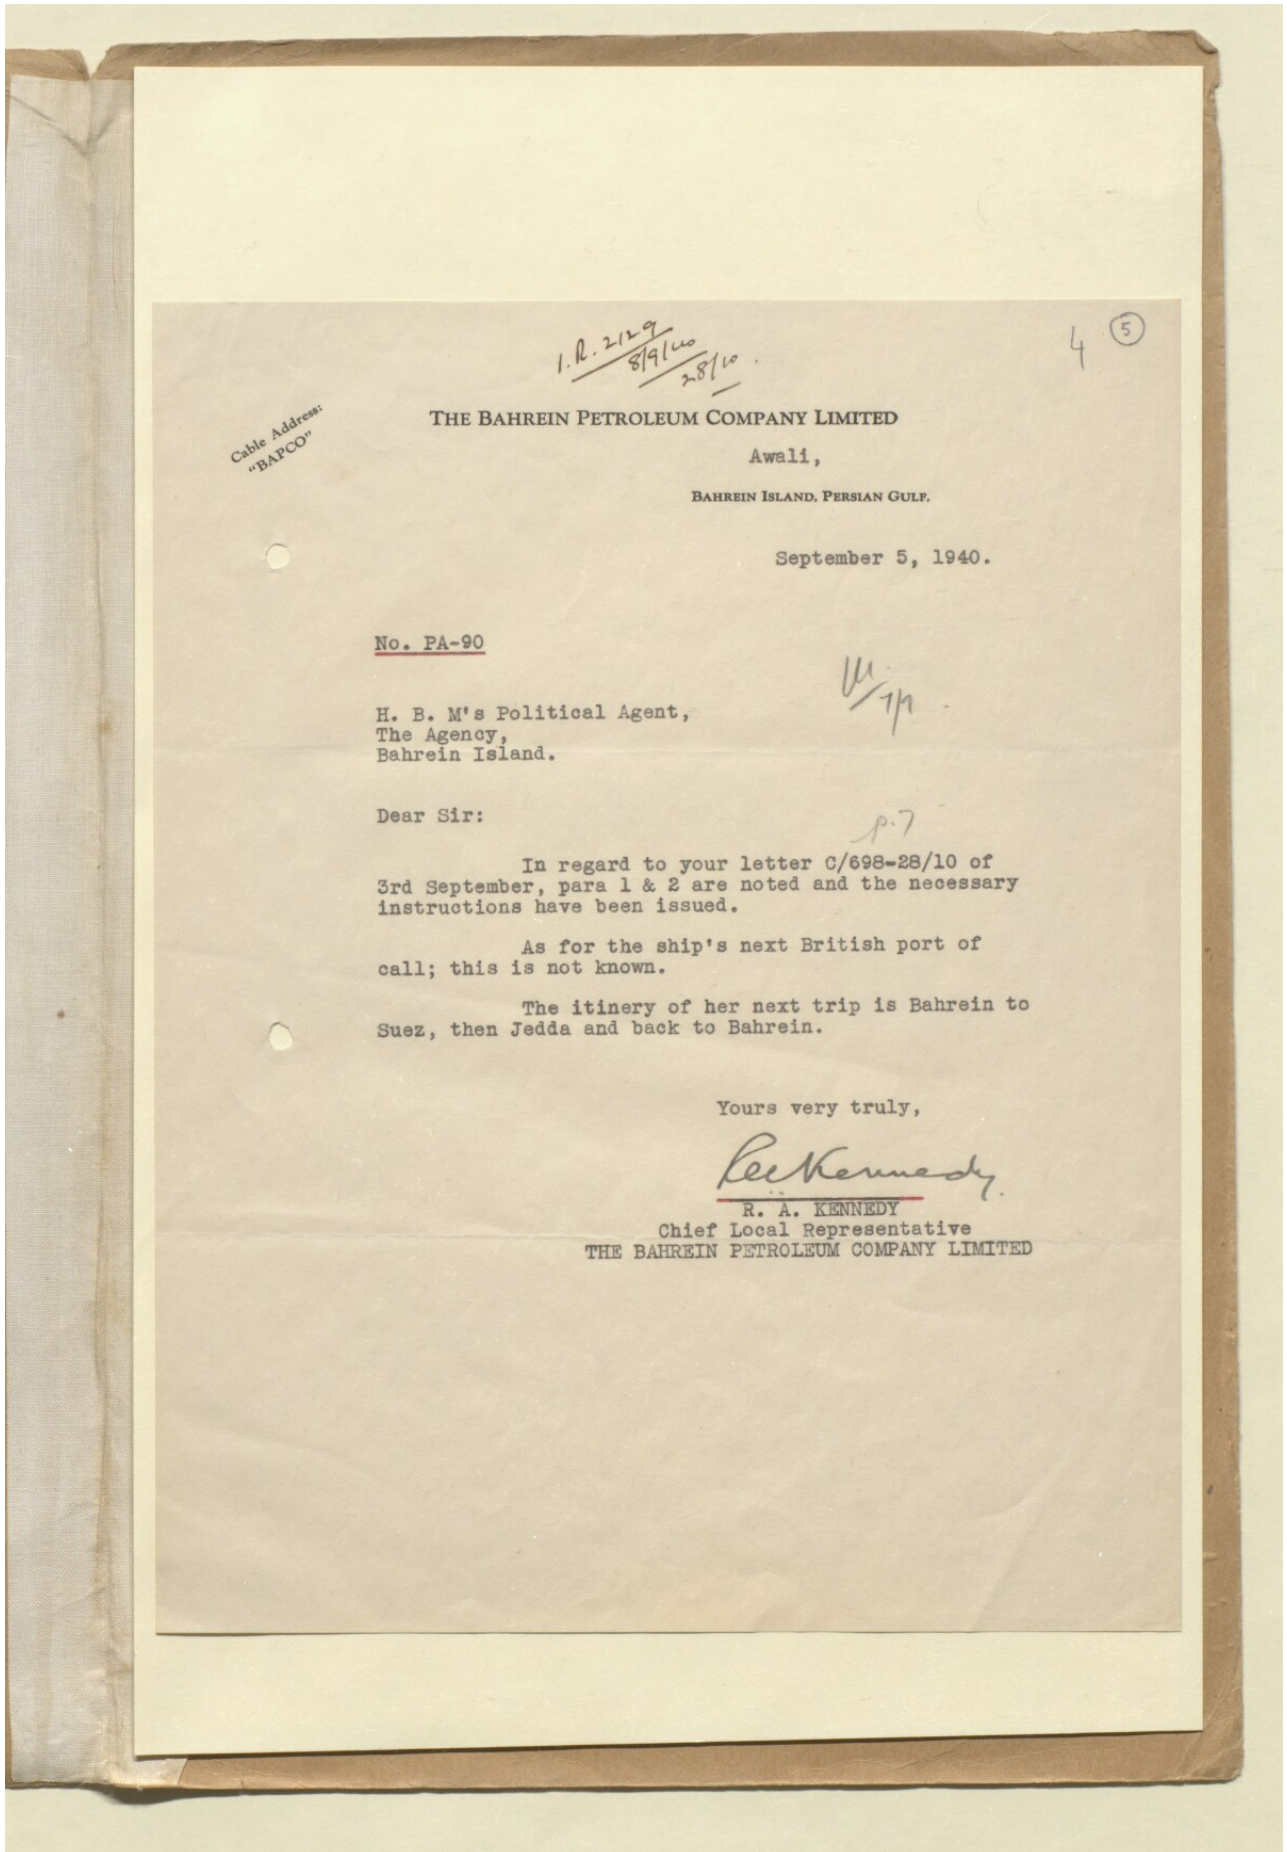 I.R. 2129
8/9/40
28/10.
4
5
Cable Address:
"BAPCO"
THE BAHREIN PETROLEUM COMPANY LIMITED
Awali,
BAHREIN ISLAND, PERSIAN GULF.
September 5, 1940.
No. PA-90
H. B. M's Political Agent,
The Agency,
Bahrein Island.
Dear Sir:
p.7
In regard to your letter C/698-28/10 of
3rd September, para 1 & 2 are noted and the necessary
instructions have been issued.
As for the ship's next British port of
call; this is not known.
The itinery of her next trip is Bahrein to
Suez, then Jedda and back to Bahrein.
Yours very truly,
R. A. KENNEDY
Chief Local Representative
THE BAHREIN PETROLEUM COMPANY LIMITED